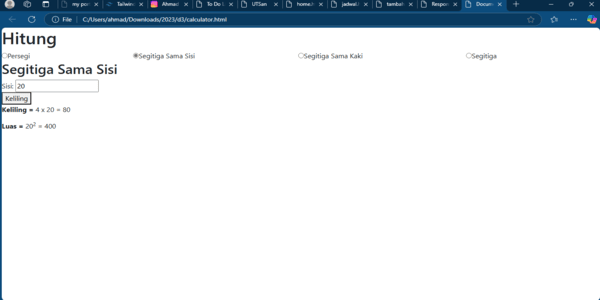 my por
Tailwin
Ahmad
To Do L
UTSan
home.h
jadwal.h
tambah
Respon
Docum
File
C:/Users/ahmad/Downloads/2023/d3/calculator.html
Hitung
Persegi Segitiga Sama Sisi Segitiga Sama Kaki Segitiga
Segitiga Sama Sisi
Sisi: 20
Keliling
Keliling = 4 x 20 = 80
Luas = 20² = 400